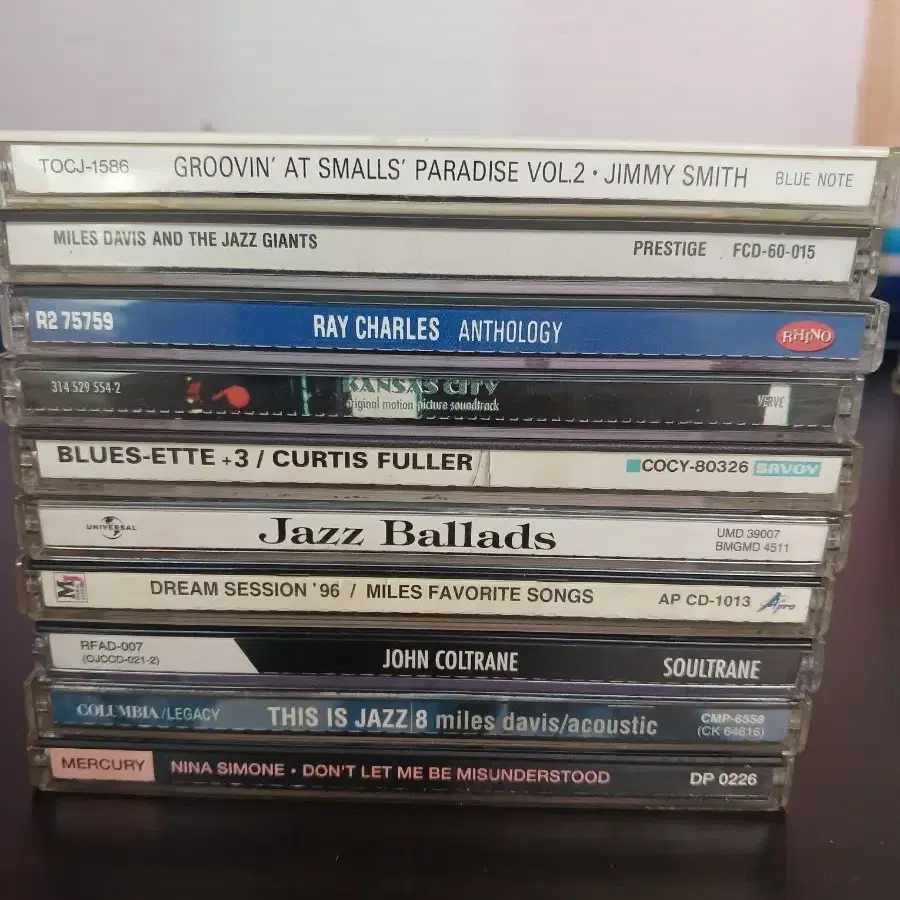 TOCJ-1586 GROOVIN' AT SMALLS' PARADISE VOL.2 · JIMMY SMITH BLUE NOTE
MILES DAVIS AND THE JAZZ GIANTS PRESTIGE FCD-60-015
R2 75759 RAY CHARLES ANTHOLOGY RHINO
314 529 554-2 KANSAS CITY VERVE
original motion picture soundtrack
BLUES-ETTE +3 / CURTIS FULLER COCY-80326 SAVOY
UNIVERSAL Jazz Ballads UMD 39007
BMGMD 4511
MJ DREAM SESSION '96 / MILES FAVORITE SONGS AP CD-1013 Apro
RFAD-007
(OJCCD-021-2) JOHN COLTRANE SOULTRANE
COLUMBIA/LEGACY THIS IS JAZZ 8 miles davis/acoustic CMP-6558
(CK 64616)
MERCURY NINA SIMONE · DON'T LET ME BE MISUNDERSTOOD DP 0226